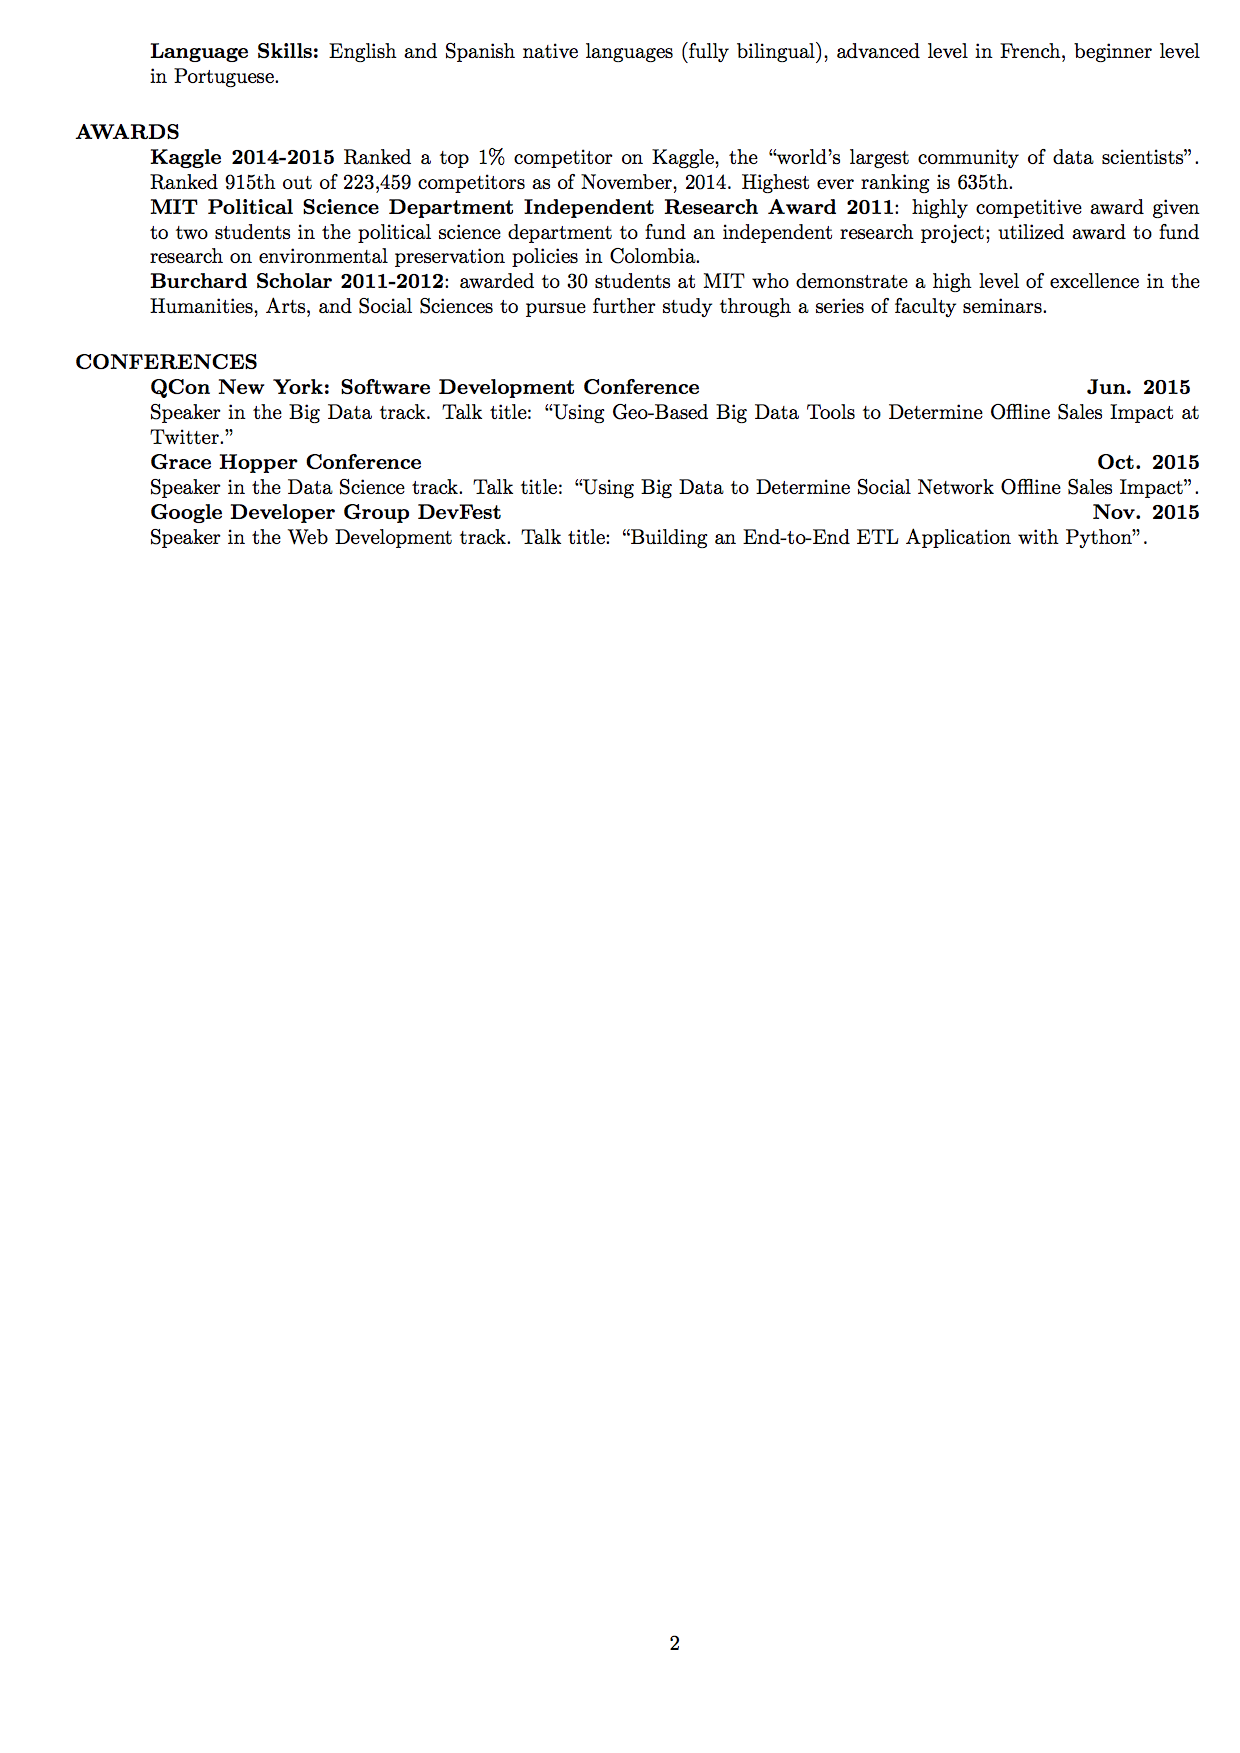 Language Skills: English and Spanish native languages (fully bilingual), advanced level in French, beginner level
in Portuguese.
AWARDS
Kaggle 2014-2015 Ranked a top 1% competitor on Kaggle, the “world’s largest community of data scientists”.
Ranked 915th out of 223,459 competitors as of November, 2014. Highest ever ranking is 635th.
MIT Political Science Department Independent Research Award 2011: highly competitive award given
to two students in the political science department to fund an independent research project; utilized award to fund
research on environmental preservation policies in Colombia.
Burchard Scholar 2011-2012: awarded to 30 students at MIT who demonstrate a high level of excellence in the
Humanities, Arts, and Social Sciences to pursue further study through a series of faculty seminars.
CONFERENCES
QCon New York: Software Development Conference Jun. 2015
Speaker in the Big Data track. Talk title: “Using Geo-Based Big Data Tools to Determine Offline Sales Impact at
Twitter.”
Grace Hopper Conference Oct. 2015
Speaker in the Data Science track. Talk title: “Using Big Data to Determine Social Network Offline Sales Impact”.
Google Developer Group DevFest Nov. 2015
Speaker in the Web Development track. Talk title: “Building an End-to-End ETL Application with Python”.
2